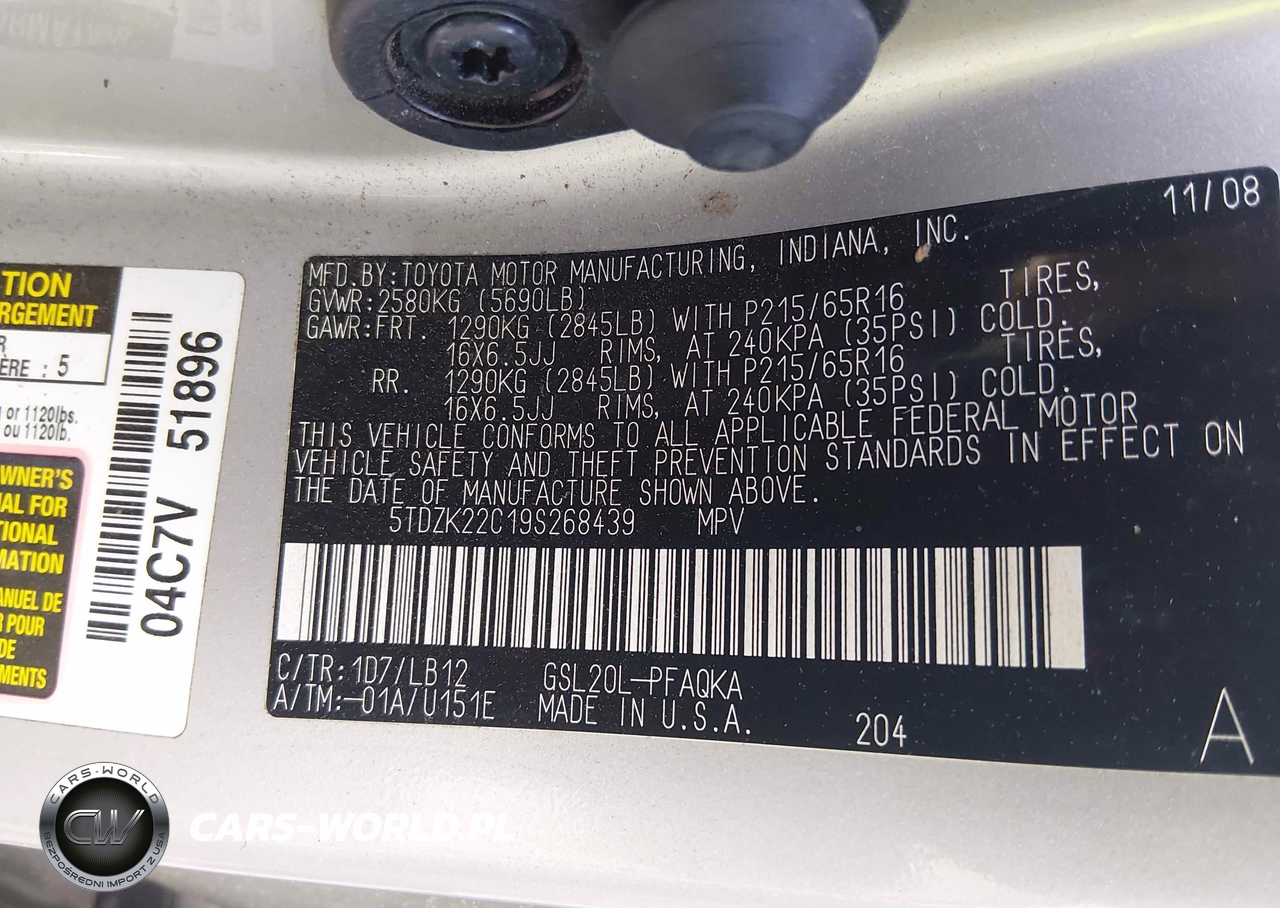 TION
RGEMENT
R
ÈRE : 5
or 1120lbs.
ou 1120lb.
WNER'S
AL FOR
TIONAL
MATION
ANUEL DE
R POUR
DE
MENTS
04C7V 51896
11/08
MFD.BY:TOYOTA MOTOR MANUFACTURING, INDIANA, INC.
GVWR:2580KG (5690LB)
GAWR:FRT. 1290KG (2845LB) WITH P215/65R16 TIRES,
16X6.5JJ RIMS, AT 240KPA (35PSI) COLD.
RR. 1290KG (2845LB) WITH P215/65R16 TIRES,
16X6.5JJ RIMS, AT 240KPA (35PSI) COLD.
THIS VEHICLE CONFORMS TO ALL APPLICABLE FEDERAL MOTOR
VEHICLE SAFETY AND THEFT PREVENTION STANDARDS IN EFFECT ON
THE DATE OF MANUFACTURE SHOWN ABOVE.
5TDZK22C19S268439 MPV
C/TR:1D7/LB12 GSL20L-PFAQKA
A/TM:-01A/U151E MADE IN U.S.A. 204 A
CARS-WORLD
CW
BEZPOŚREDNI IMPORT Z USA
CARS-WORLD.PL